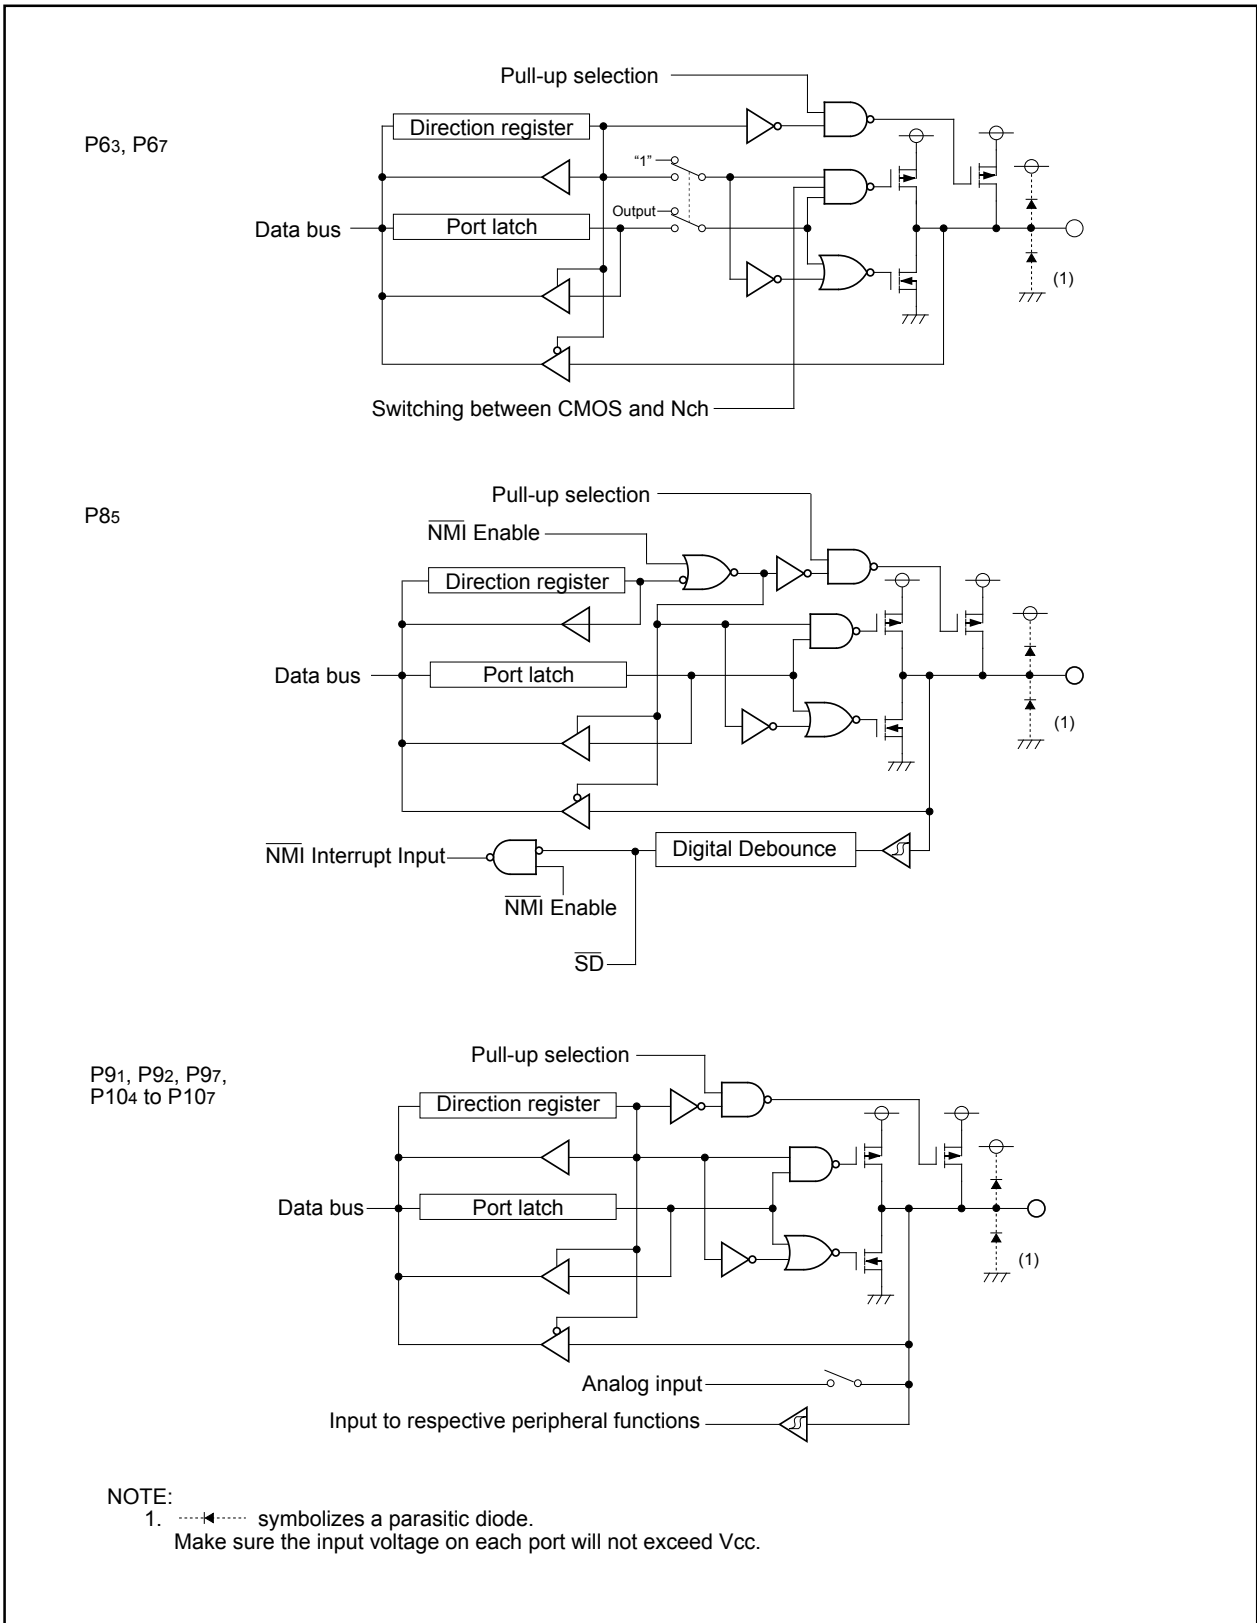 Pull-up selection
P63, P67
Direction register
“1”
Output
Data bus
Port latch
(1)
Switching between CMOS and Nch
Pull-up selection
P85
N̅M̅I̅ Enable
Direction register
Data bus
Port latch
(1)
N̅M̅I̅ Interrupt Input
Digital Debounce
N̅M̅I̅ Enable
S̅D̅
Pull-up selection
P91, P92, P97,
P104 to P107
Direction register
Data bus
Port latch
(1)
Analog input
Input to respective peripheral functions
NOTE:
1. symbolizes a parasitic diode.
Make sure the input voltage on each port will not exceed Vcc.